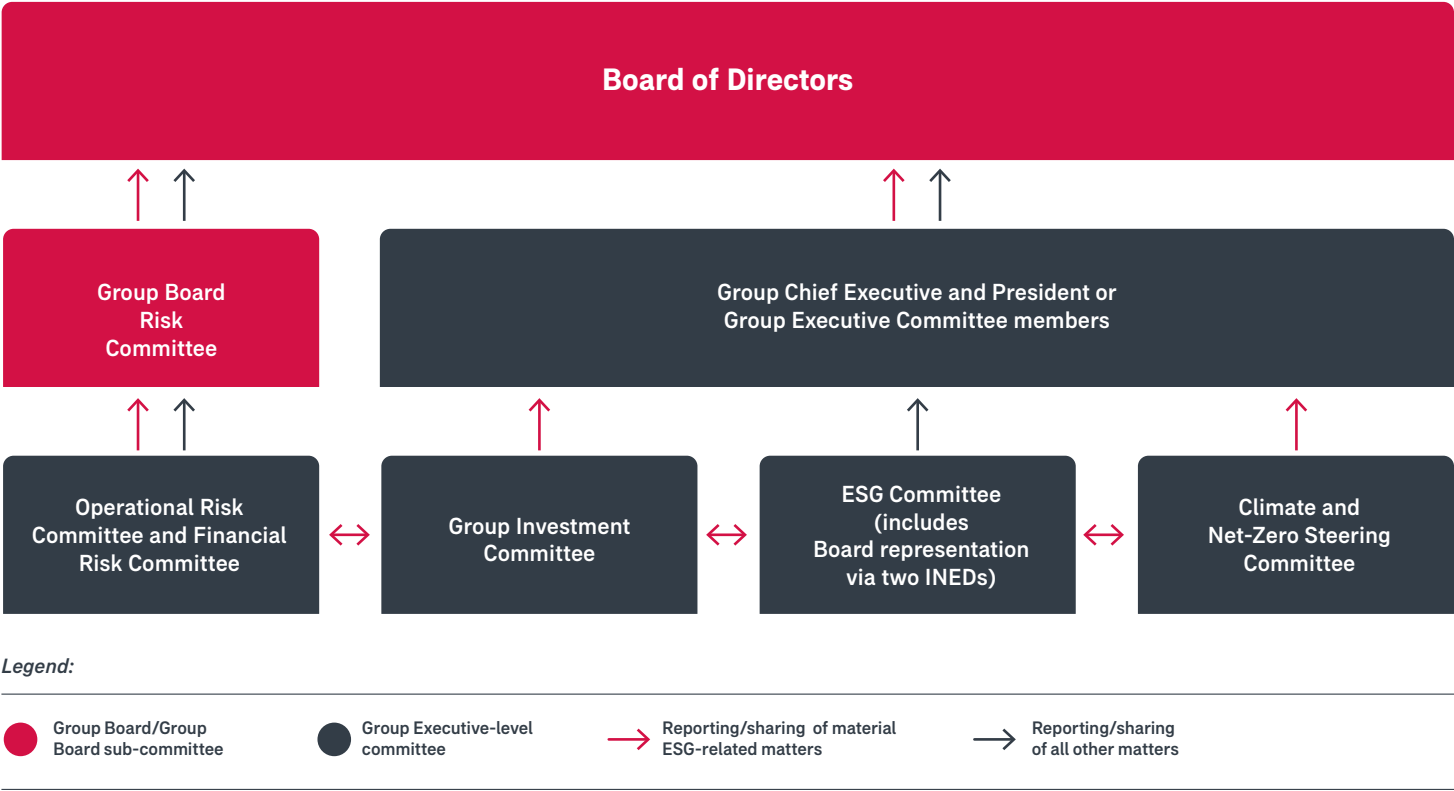 Board of Directors
Group Board
Risk
Committee
Group Chief Executive and President or
Group Executive Committee members
Operational Risk
Committee and Financial
Risk Committee
Group Investment
Committee
ESG Committee
(includes
Board representation
via two INEDs)
Climate and
Net-Zero Steering
Committee
Legend:
Group Board/Group
Board sub-committee
Group Executive-level
committee
Reporting/sharing of material
ESG-related matters
Reporting/sharing
of all other matters